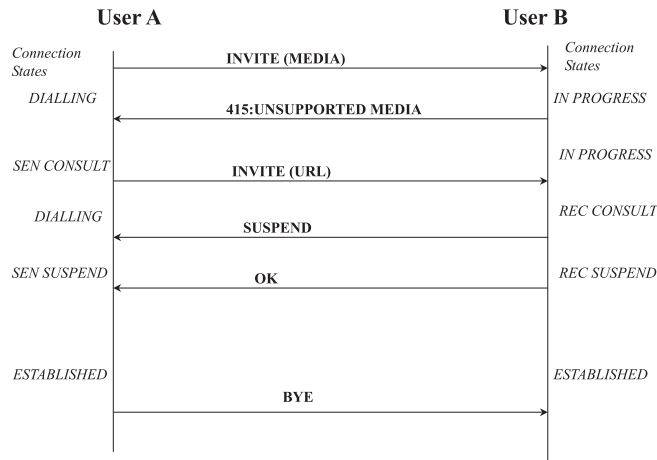 User A
User B
Connection
States
Connection
States
INVITE (MEDIA)
DIALLING
IN PROGRESS
415:UNSUPPORTED MEDIA
SEN CONSULT
IN PROGRESS
INVITE (URL)
DIALLING
REC CONSULT
SUSPEND
SEN SUSPEND
REC SUSPEND
OK
ESTABLISHED
ESTABLISHED
BYE